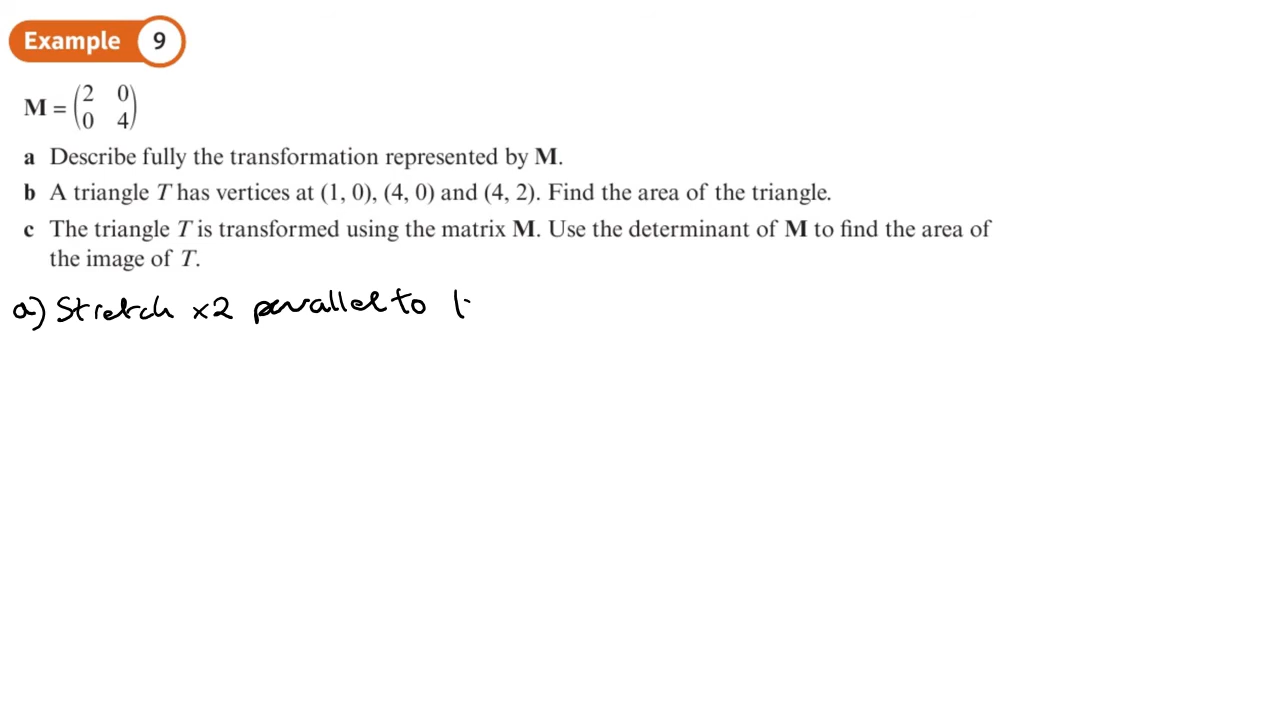 Example 9
M = (2 0
0 4)
a Describe fully the transformation represented by M.
b A triangle T has vertices at (1, 0), (4, 0) and (4, 2). Find the area of the triangle.
c The triangle T is transformed using the matrix M. Use the determinant of M to find the area of
the image of T.
a) Stretch ×2 parallel to